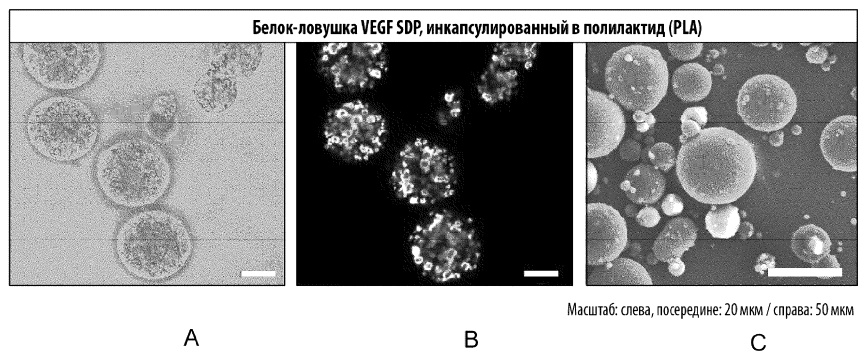 Белок-ловушка VEGF SDP, инкапсулированный в полилактид (PLA)
Масштаб: слева, посередине: 20 мкм / справа: 50 мкм
A
B
C